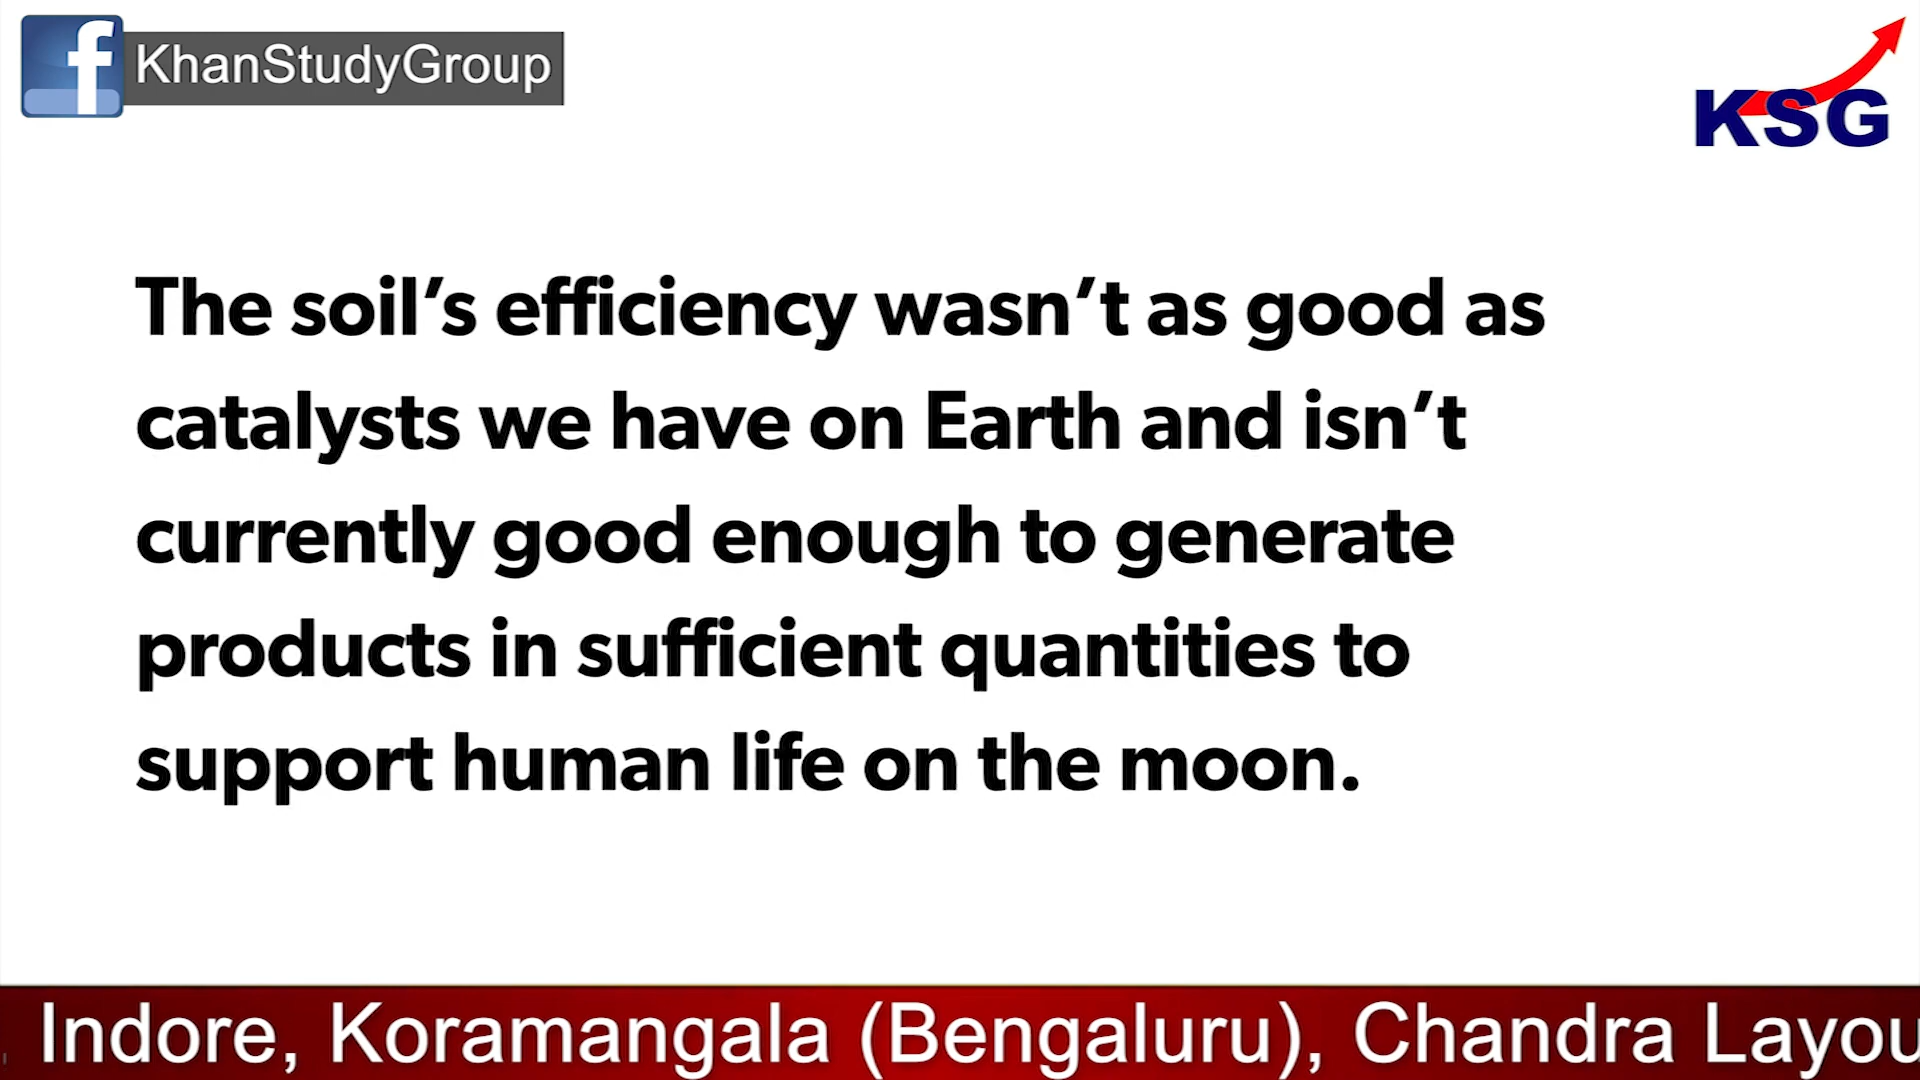 f KhanStudyGroup
KSG
The soil’s efficiency wasn’t as good as
catalysts we have on Earth and isn’t
currently good enough to generate
products in sufficient quantities to
support human life on the moon.
, Indore, Koramangala (Bengaluru), Chandra Layou